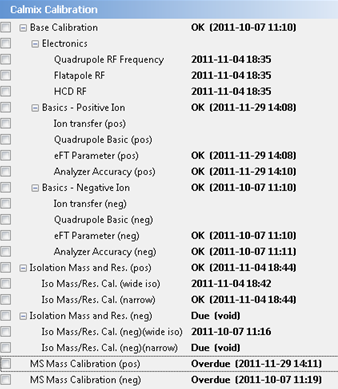 Calmix Calibration
Base Calibration OK (2011-10-07 11:10)
Electronics
Quadrupole RF Frequency 2011-11-04 18:35
Flatapole RF 2011-11-04 18:35
HCD RF 2011-11-04 18:35
Basics - Positive Ion OK (2011-11-29 14:08)
Ion transfer (pos)
Quadrupole Basic (pos)
eFT Parameter (pos) OK (2011-11-29 14:08)
Analyzer Accuracy (pos) OK (2011-11-29 14:10)
Basics - Negative Ion OK (2011-10-07 11:10)
Ion transfer (neg)
Quadrupole Basic (neg)
eFT Parameter (neg) OK (2011-10-07 11:10)
Analyzer Accuracy (neg) OK (2011-10-07 11:11)
Isolation Mass and Res. (pos) OK (2011-11-04 18:44)
Iso Mass/Res. Cal. (wide iso) 2011-11-04 18:42
Iso Mass/Res. Cal. (narrow) OK (2011-11-04 18:44)
Isolation Mass and Res. (neg) Due (void)
Iso Mass/Res. Cal. (neg)(wide iso) 2011-10-07 11:16
Iso Mass/Res. Cal. (neg)(narrow) Due (void)
MS Mass Calibration (pos) Overdue (2011-11-29 14:11)
MS Mass Calibration (neg) Overdue (2011-10-07 11:19)